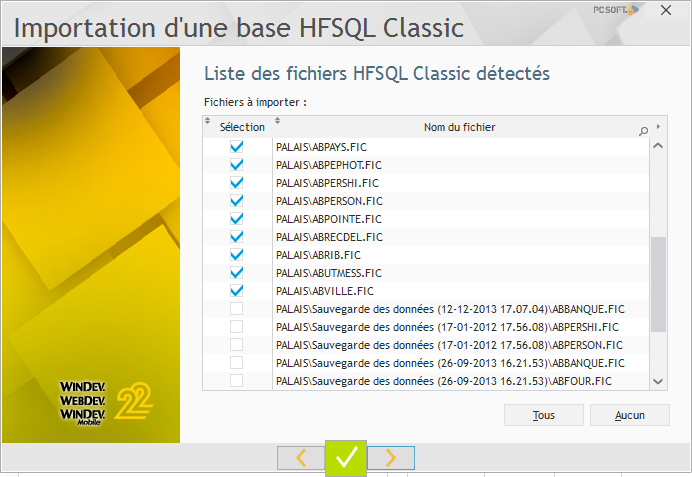 Importation d'une base HFSQL Classic
PC SOFT
Liste des fichiers HFSQL Classic détectés
Fichiers à importer :
Sélection Nom du fichier
PALAIS\ABPAYS.FIC
PALAIS\ABPEPHOT.FIC
PALAIS\ABPERSHI.FIC
PALAIS\ABPERSON.FIC
PALAIS\ABPOINTE.FIC
PALAIS\ABRECDEL.FIC
PALAIS\ABRIB.FIC
PALAIS\ABUTMESS.FIC
PALAIS\ABVILLE.FIC
PALAIS\Sauvegarde des données (12-12-2013 17.07.04)\ABBANQUE.FIC
PALAIS\Sauvegarde des données (17-01-2012 17.56.08)\ABPERSHI.FIC
PALAIS\Sauvegarde des données (17-01-2012 17.56.08)\ABPERSON.FIC
PALAIS\Sauvegarde des données (26-09-2013 16.21.53)\ABBANQUE.FIC
PALAIS\Sauvegarde des données (26-09-2013 16.21.53)\ABFOUR.FIC
WINDEV.
WEBDEV. 22
WINDEV.
Mobile
Tous Aucun